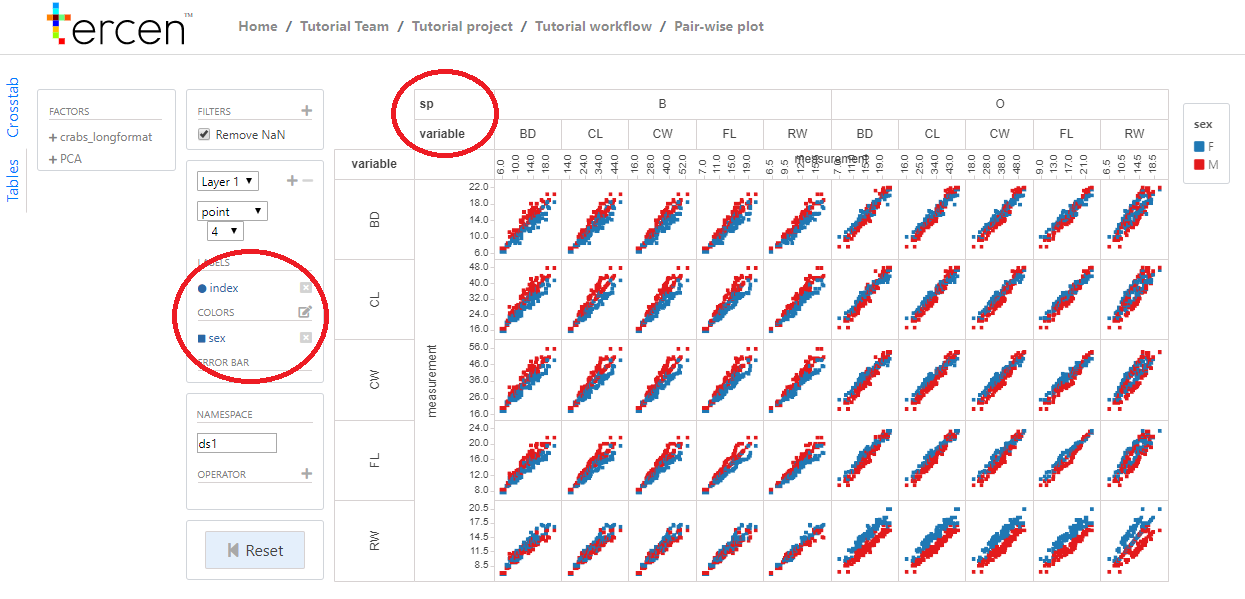 tercen™
Home / Tutorial Team / Tutorial project / Tutorial workflow / Pair-wise plot
Crosstab
Tables
FACTORS
crabs_longformat
PCA
FILTERS
Remove NaN
Layer 1
point
4
LABELS
index
COLORS
sex
ERROR BAR
NAMESPACE
ds1
OPERATOR
Reset
sp B O
variable BD CL CW FL RW BD CL CW FL RW
variable
6.0 10.0 14.0 18.0
14.0 24.0 34.0 44.0
16.0 28.0 40.0 52.0
7.0 11.0 15.0 19.0
6.5 9.5
measurement
15.0 19.0
16.0 25.0 34.0 43.0
18.0 28.0 38.0 48.0
9.0 13.0 17.0 21.0
6.5 10.5 14.5 18.5
measurement
BD
22.0
18.0
14.0
10.0
6.0
CL
48.0
40.0
32.0
24.0
16.0
CW
56.0
46.0
36.0
26.0
16.0
FL
24.0
20.0
16.0
12.0
8.0
RW
20.5
17.5
14.5
11.5
8.5
sex
F
M